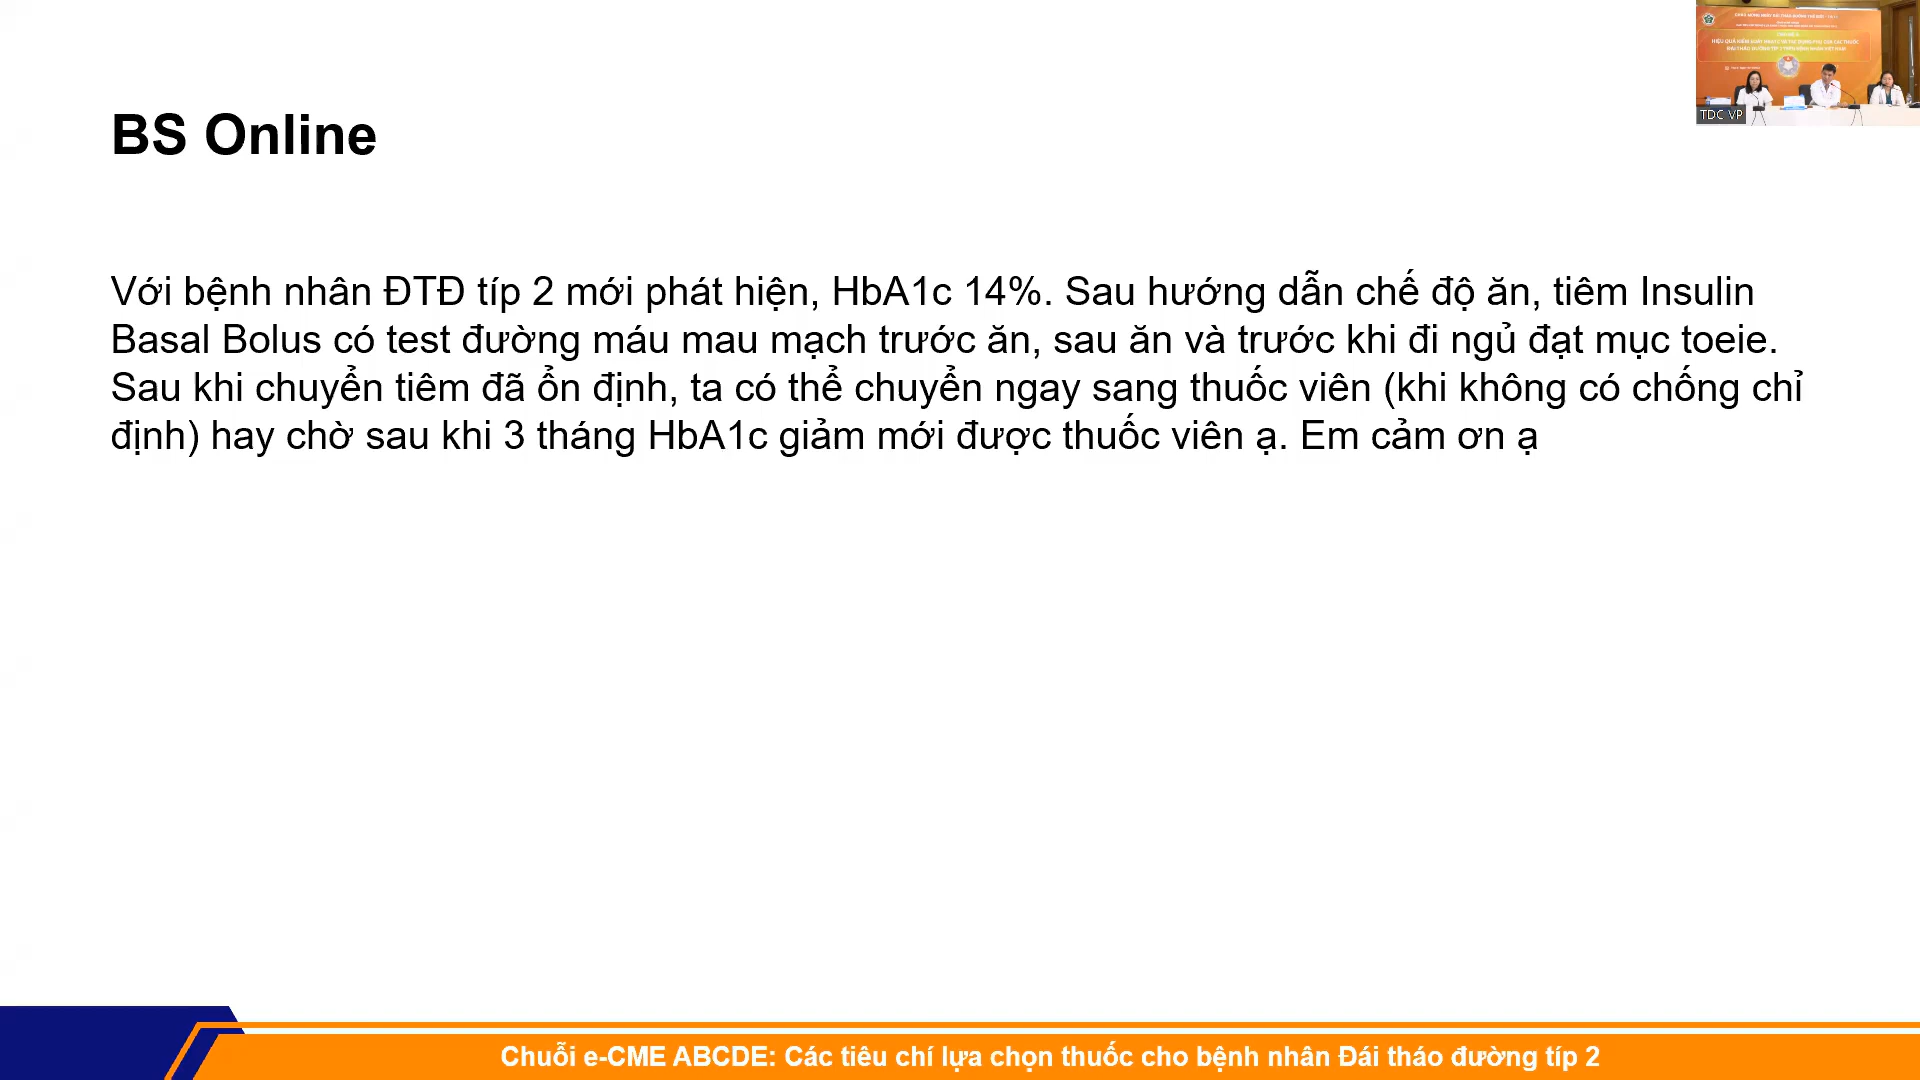 BS Online
Với bệnh nhân ĐTĐ típ 2 mới phát hiện, HbA1c 14%. Sau hướng dẫn chế độ ăn, tiêm Insulin
Basal Bolus có test đường máu mau mạch trước ăn, sau ăn và trước khi đi ngủ đạt mục toeie.
Sau khi chuyển tiêm đã ổn định, ta có thể chuyển ngay sang thuốc viên (khi không có chống chỉ
định) hay chờ sau khi 3 tháng HbA1c giảm mới được thuốc viên ạ. Em cảm ơn ạ
TDC VP
Chuỗi e-CME ABCDE: Các tiêu chí lựa chọn thuốc cho bệnh nhân Đái tháo đường típ 2